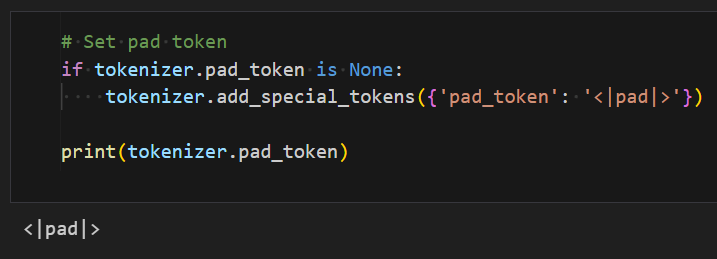 # Set pad token
if tokenizer.pad_token is None:
    tokenizer.add_special_tokens({'pad_token': '<|pad|>'})
print(tokenizer.pad_token)
<|pad|>